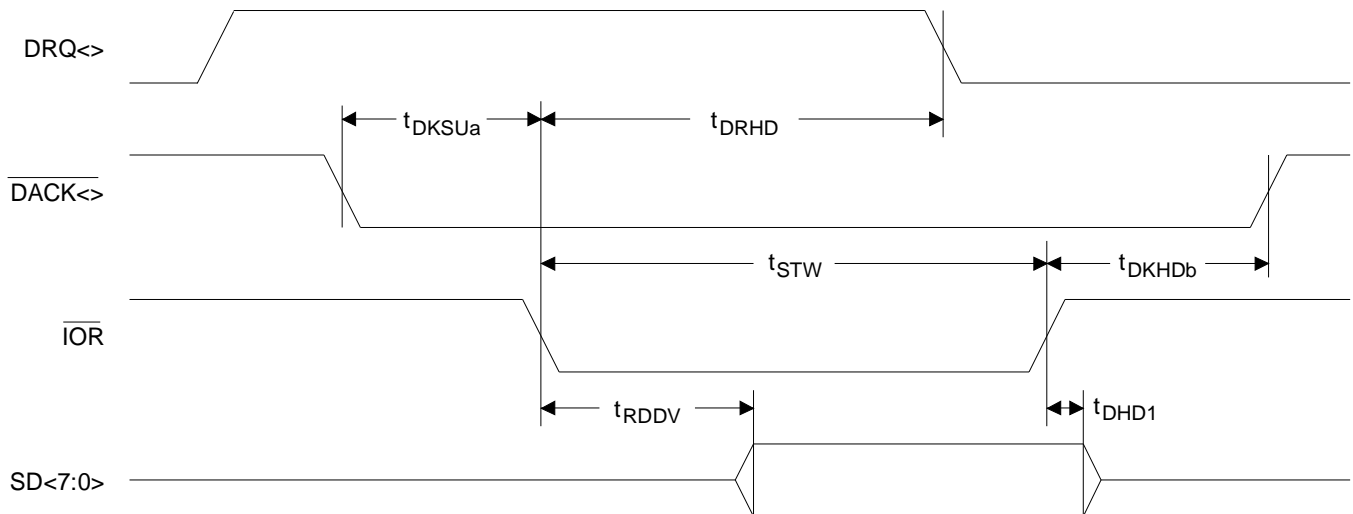 DRQ<>
tDKSUa
tDRHD
DACK<>
tSTW
tDKHDb
IOR
tRDDV
tDHD1
SD<7:0>